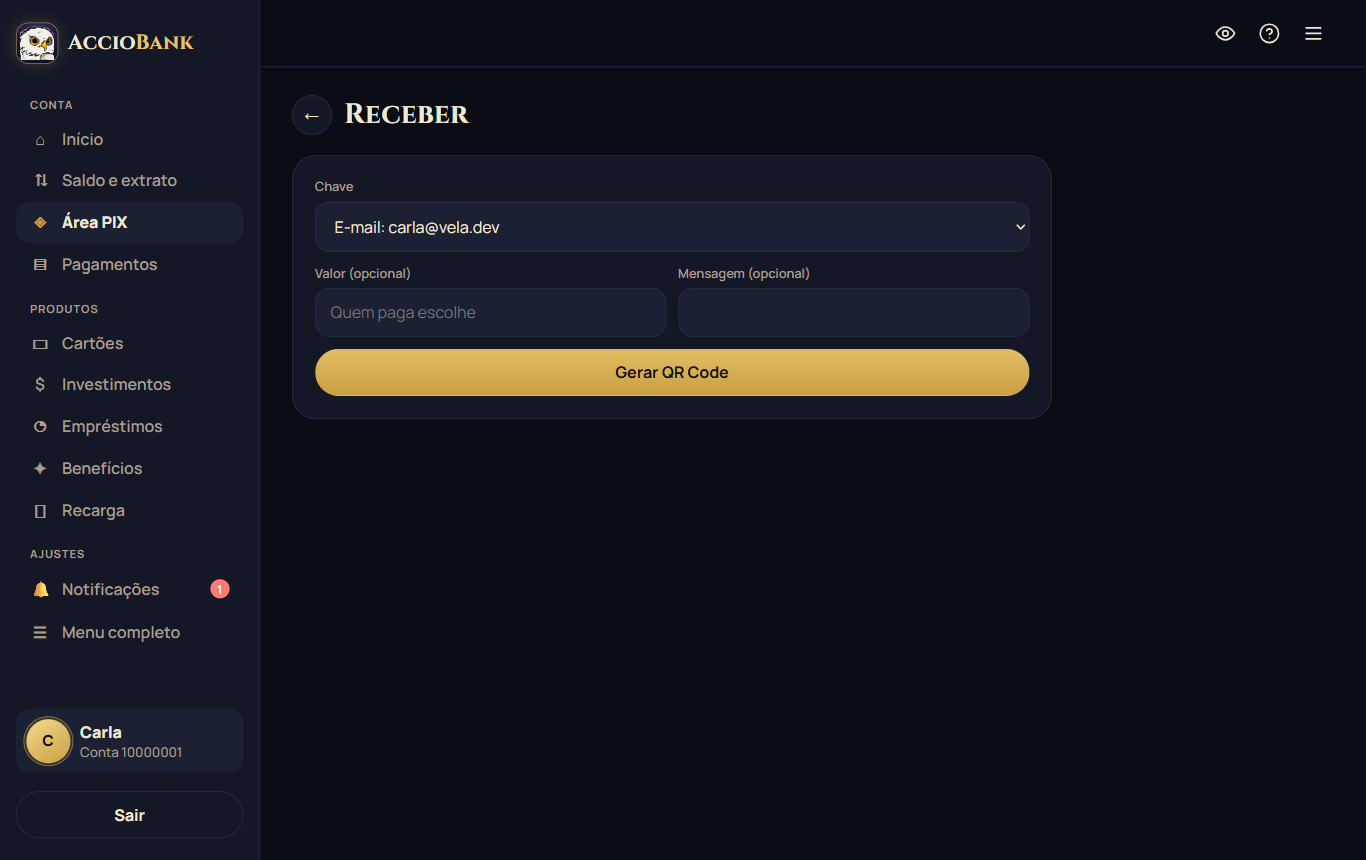 AccioBank
CONTA
Início
Saldo e extrato
Área PIX
Pagamentos
PRODUTOS
Cartões
$ Investimentos
Empréstimos
Benefícios
Recarga
AJUSTES
Notificações 1
Menu completo
C
Carla
Conta 10000001
Sair
← Receber
Chave
E-mail: carla@vela.dev
Valor (opcional) Mensagem (opcional)
Quem paga escolhe
Gerar QR Code